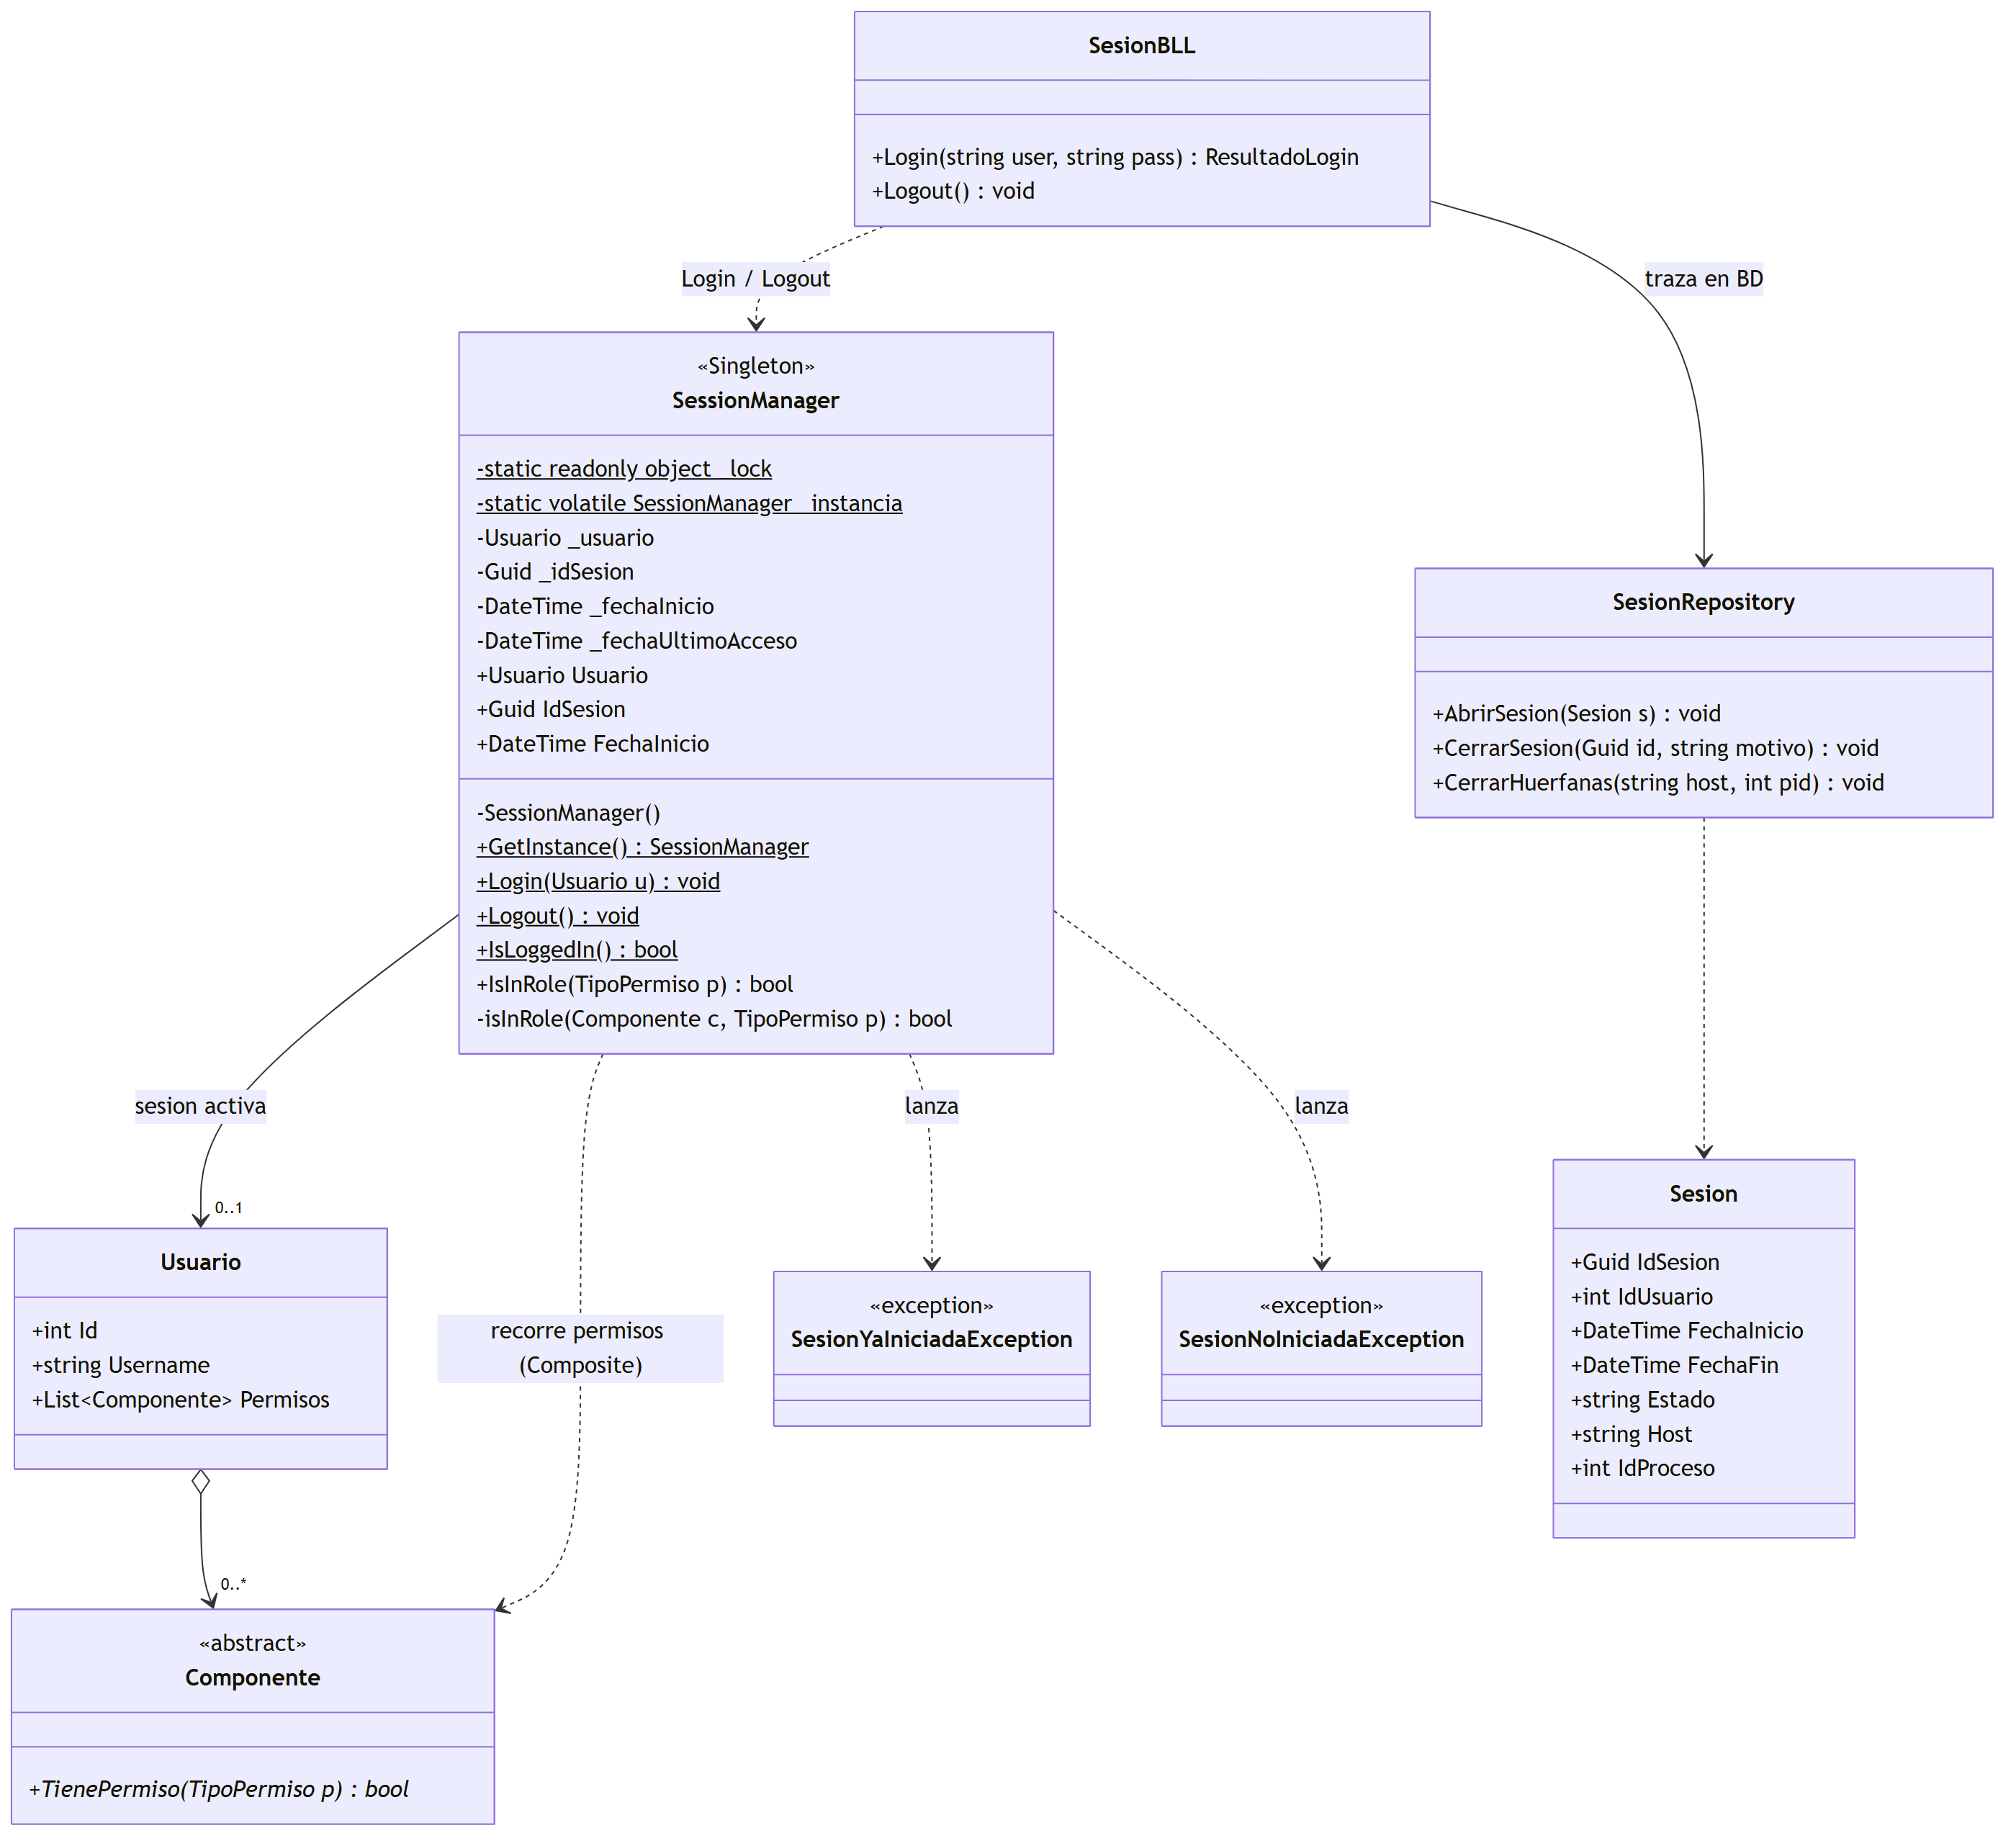 SesionBLL
+Login(string user, string pass) : ResultadoLogin
+Logout() : void
Login / Logout
traza en BD
«Singleton»
SessionManager
-static readonly object _lock
-static volatile SessionManager _instancia
-Usuario _usuario
-Guid _idSesion
-DateTime _fechaInicio
-DateTime _fechaUltimoAcceso
+Usuario Usuario
+Guid IdSesion
+DateTime FechaInicio
-SessionManager()
+GetInstance() : SessionManager
+Login(Usuario u) : void
+Logout() : void
+IsLoggedIn() : bool
+IsInRole(TipoPermiso p) : bool
-isInRole(Componente c, TipoPermiso p) : bool
SesionRepository
+AbrirSesion(Sesion s) : void
+CerrarSesion(Guid id, string motivo) : void
+CerrarHuerfanas(string host, int pid) : void
sesion activa
lanza
lanza
0..1
Usuario
+int Id
+string Username
+List<Componente> Permisos
recorre permisos
(Composite)
«exception»
SesionYaIniciadaException
«exception»
SesionNoIniciadaException
Sesion
+Guid IdSesion
+int IdUsuario
+DateTime FechaInicio
+DateTime FechaFin
+string Estado
+string Host
+int IdProceso
0..*
«abstract»
Componente
+TienePermiso(TipoPermiso p) : bool